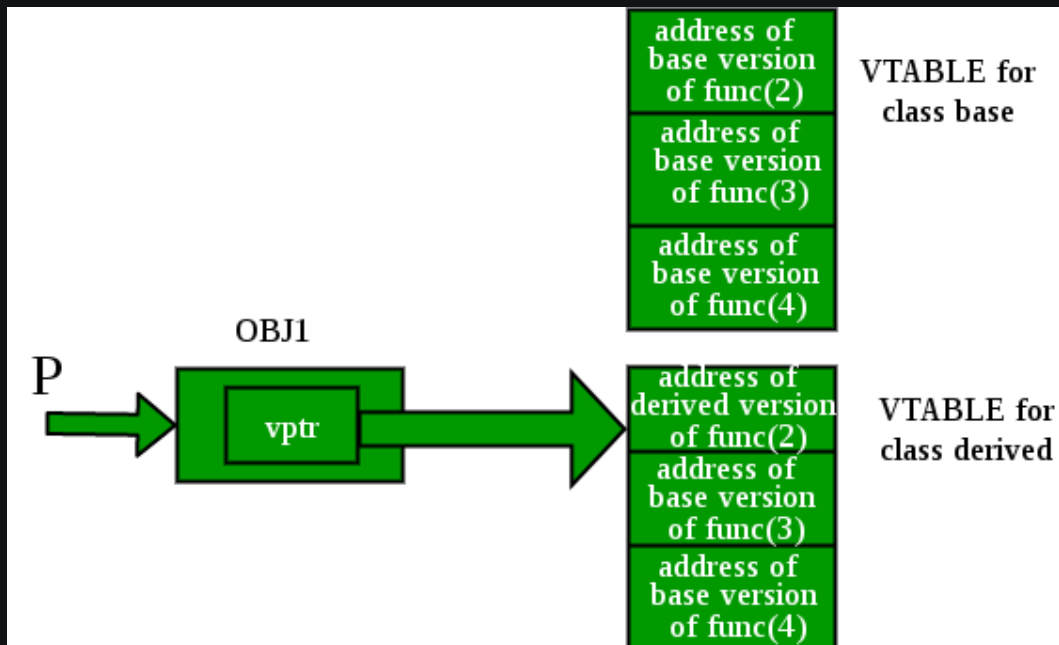 address of
base version
of func(2)
VTABLE for
class base
address of
base version
of func(3)
address of
base version
of func(4)
OBJ1
P
vptr
address of
derived version
of func(2)
VTABLE for
class derived
address of
base version
of func(3)
address of
base version
of func(4)